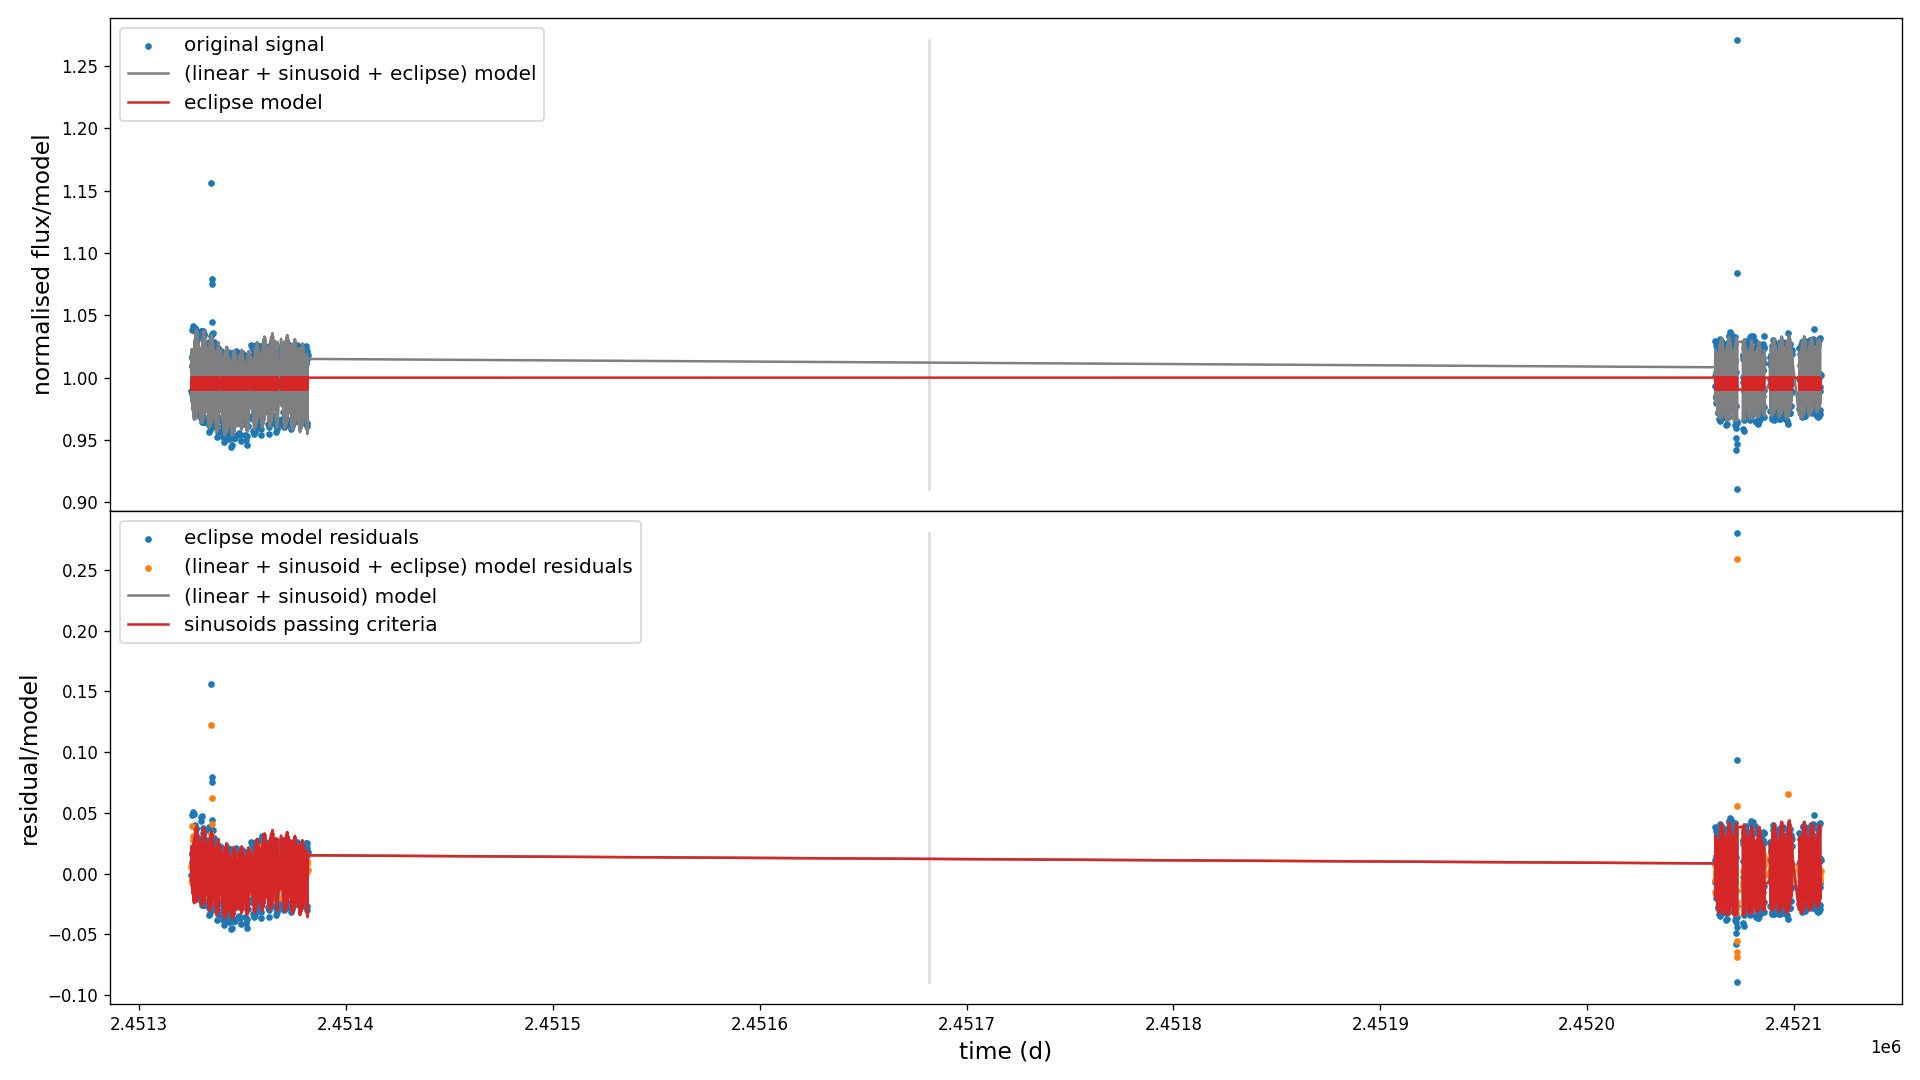 original signal
(linear + sinusoid + eclipse) model
eclipse model
normalised flux/model
1.25
1.20
1.15
1.10
1.05
1.00
0.95
0.90
eclipse model residuals
(linear + sinusoid + eclipse) model residuals
(linear + sinusoid) model
sinusoids passing criteria
residual/model
0.25
0.20
0.15
0.10
0.05
0.00
−0.05
−0.10
2.4513 2.4514 2.4515 2.4516 2.4517 2.4518 2.4519 2.4520 2.4521
1e6
time (d)